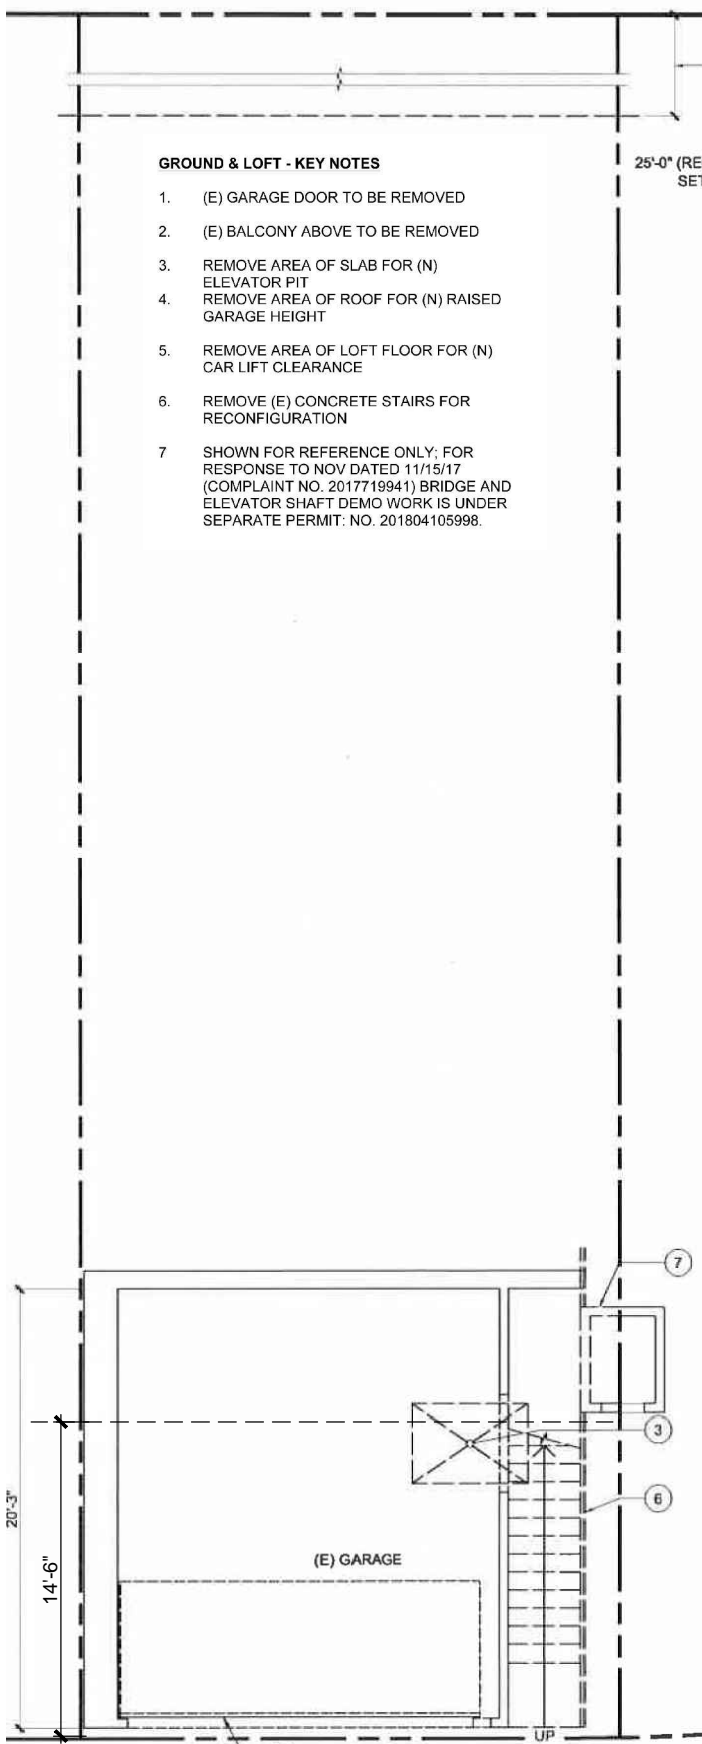 GROUND & LOFT - KEY NOTES
1. (E) GARAGE DOOR TO BE REMOVED
2. (E) BALCONY ABOVE TO BE REMOVED
3. REMOVE AREA OF SLAB FOR (N)
ELEVATOR PIT
4. REMOVE AREA OF ROOF FOR (N) RAISED
GARAGE HEIGHT
5. REMOVE AREA OF LOFT FLOOR FOR (N)
CAR LIFT CLEARANCE
6. REMOVE (E) CONCRETE STAIRS FOR
RECONFIGURATION
7 SHOWN FOR REFERENCE ONLY; FOR
RESPONSE TO NOV DATED 11/15/17
(COMPLAINT NO. 2017719941) BRIDGE AND
ELEVATOR SHAFT DEMO WORK IS UNDER
SEPARATE PERMIT: NO. 201804105998.
25'-0" (RE
SET
7
3
6
20'-3"
14'-6"
(E) GARAGE
UP